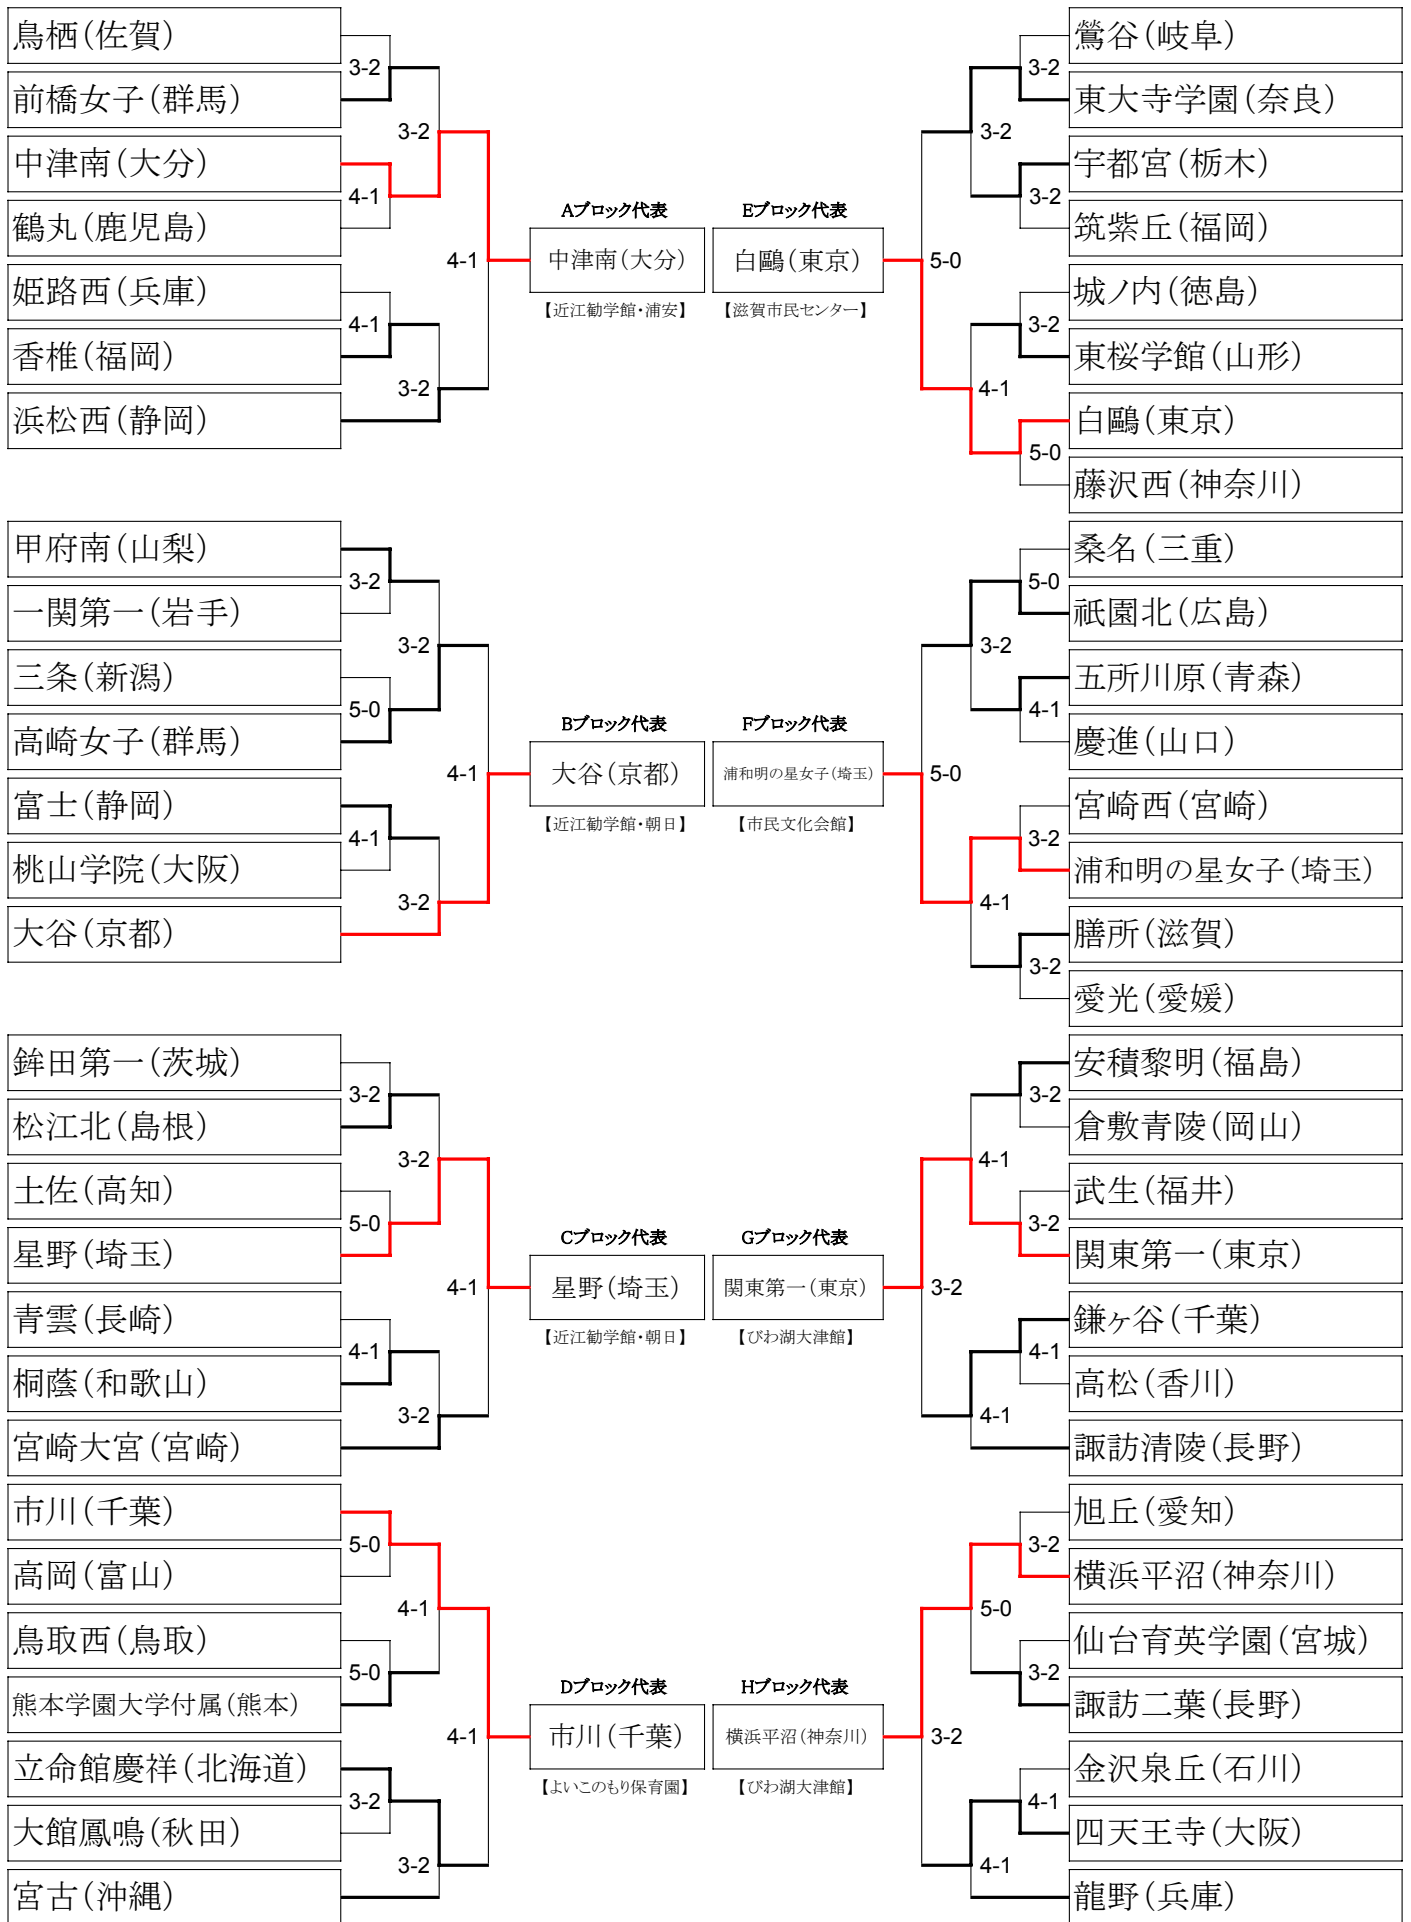 鳥栖(佐賀)
3-2
前橋女子(群馬)
3-2
中津南(大分)
4-1
鶴丸(鹿児島)
4-1
姫路西(兵庫)
4-1
香椎(福岡)
3-2
浜松西(静岡)
Aブロック代表
中津南(大分)
【近江勧学館・浦安】
Eブロック代表
白鷗(東京)
【滋賀市民センター】
鶯谷(岐阜)
3-2
東大寺学園(奈良)
3-2
宇都宮(栃木)
3-2
筑紫丘(福岡)
5-0
城ノ内(徳島)
3-2
東桜学館(山形)
4-1
白鷗(東京)
5-0
藤沢西(神奈川)
甲府南(山梨)
3-2
一関第一(岩手)
3-2
三条(新潟)
5-0
高崎女子(群馬)
4-1
富士(静岡)
4-1
桃山学院(大阪)
3-2
大谷(京都)
Bブロック代表
大谷(京都)
【近江勧学館・朝日】
Fブロック代表
浦和明の星女子(埼玉)
【市民文化会館】
桑名(三重)
5-0
祇園北(広島)
3-2
五所川原(青森)
4-1
慶進(山口)
5-0
宮崎西(宮崎)
3-2
浦和明の星女子(埼玉)
4-1
膳所(滋賀)
3-2
愛光(愛媛)
鉾田第一(茨城)
3-2
松江北(島根)
3-2
土佐(高知)
5-0
星野(埼玉)
4-1
青雲(長崎)
4-1
桐蔭(和歌山)
3-2
宮崎大宮(宮崎)
Cブロック代表
星野(埼玉)
【近江勧学館・朝日】
Gブロック代表
関東第一(東京)
【びわ湖大津館】
安積黎明(福島)
3-2
倉敷青陵(岡山)
4-1
武生(福井)
3-2
関東第一(東京)
3-2
鎌ヶ谷(千葉)
4-1
高松(香川)
4-1
諏訪清陵(長野)
市川(千葉)
5-0
高岡(富山)
4-1
鳥取西(鳥取)
5-0
熊本学園大学付属(熊本)
4-1
立命館慶祥(北海道)
3-2
大館鳳鳴(秋田)
3-2
宮古(沖縄)
Dブロック代表
市川(千葉)
【よいこのもり保育園】
Hブロック代表
横浜平沼(神奈川)
【びわ湖大津館】
旭丘(愛知)
3-2
横浜平沼(神奈川)
5-0
仙台育英学園(宮城)
3-2
諏訪二葉(長野)
3-2
金沢泉丘(石川)
4-1
四天王寺(大阪)
4-1
龍野(兵庫)